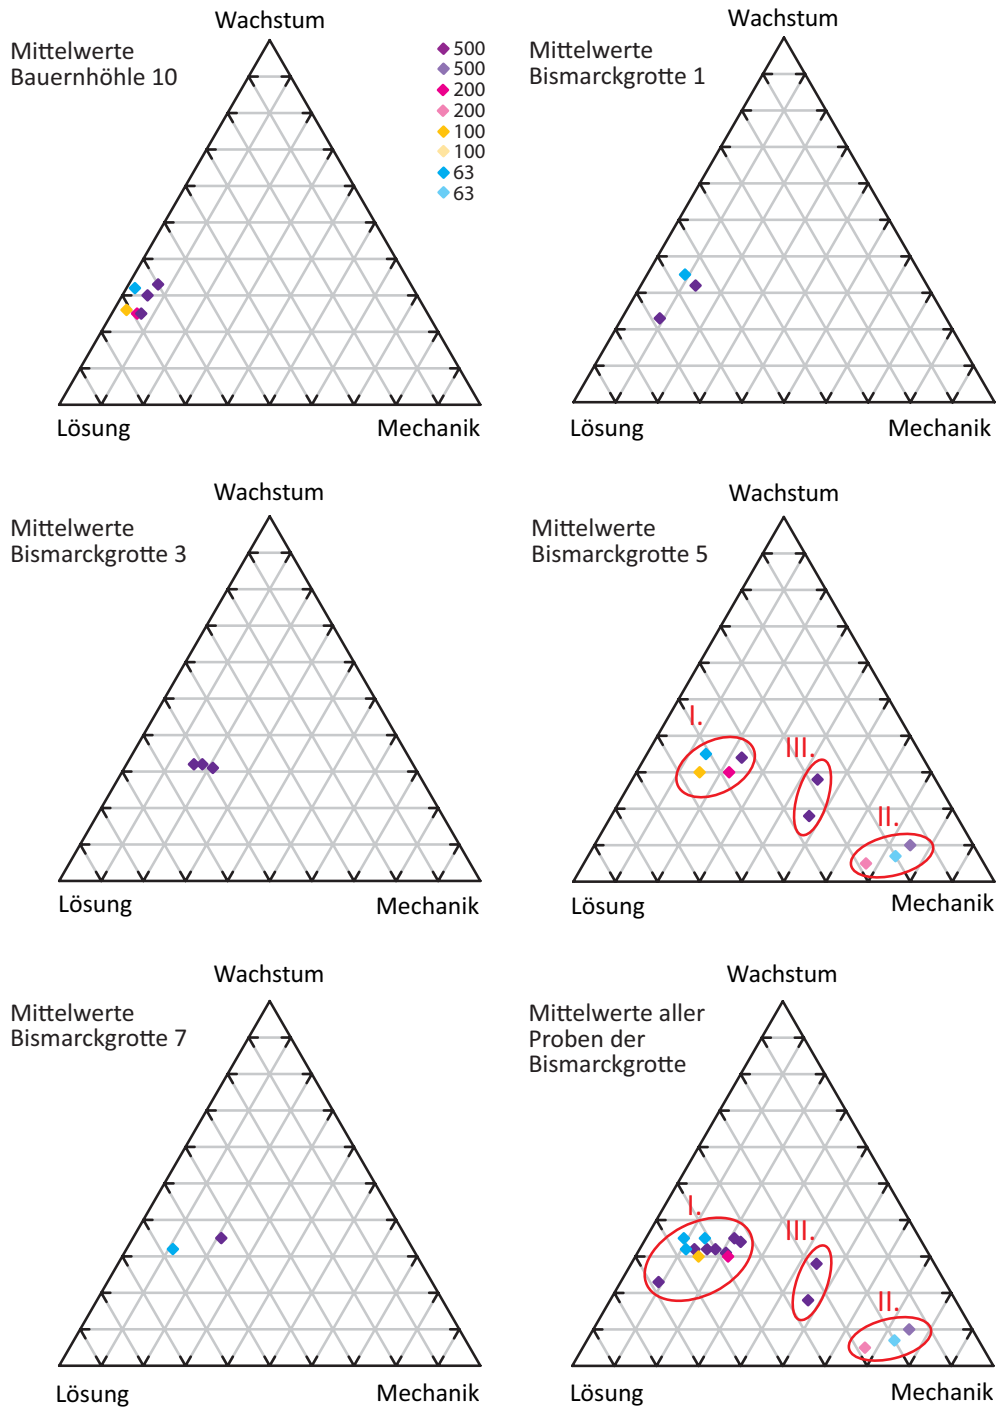 Wachstum
Mittelwerte
Bauernhöhle 10
500
500
200
200
100
100
63
63
Lösung
Mechanik
Wachstum
Mittelwerte
Bismarckgrotte 1
Lösung
Mechanik
Wachstum
Mittelwerte
Bismarckgrotte 3
Lösung
Mechanik
Wachstum
Mittelwerte
Bismarckgrotte 5
I.
III.
II.
Lösung
Mechanik
Wachstum
Mittelwerte
Bismarckgrotte 7
Lösung
Mechanik
Wachstum
Mittelwerte aller
Proben der
Bismarckgrotte
I.
III.
II.
Lösung
Mechanik